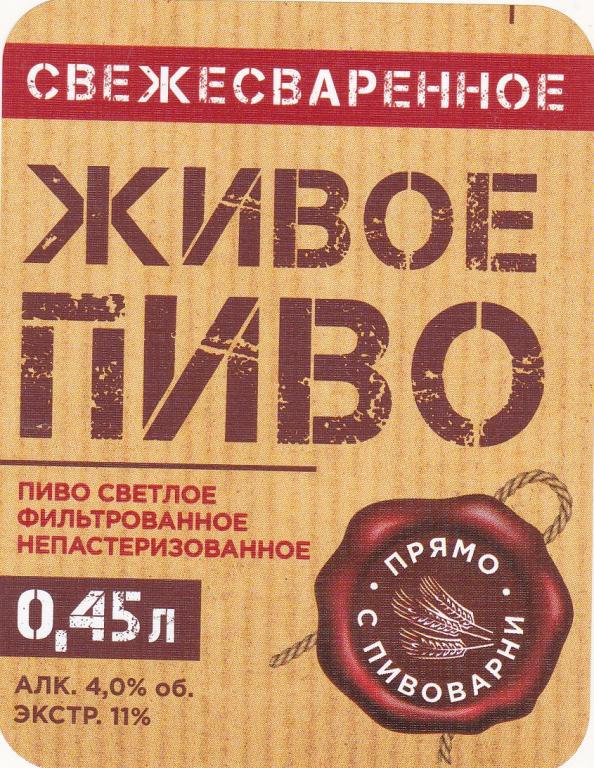 СВЕЖЕСВАРЕННОЕ
ЖИВОЕ
ПИВО
ПИВО СВЕТЛОЕ
ФИЛЬТРОВАННОЕ
НЕПАСТЕРИЗОВАННОЕ
0,45 л
АЛК. 4,0% об.
ЭКСТР. 11%
• ПРЯМО •
С ПИВОВАРНИ